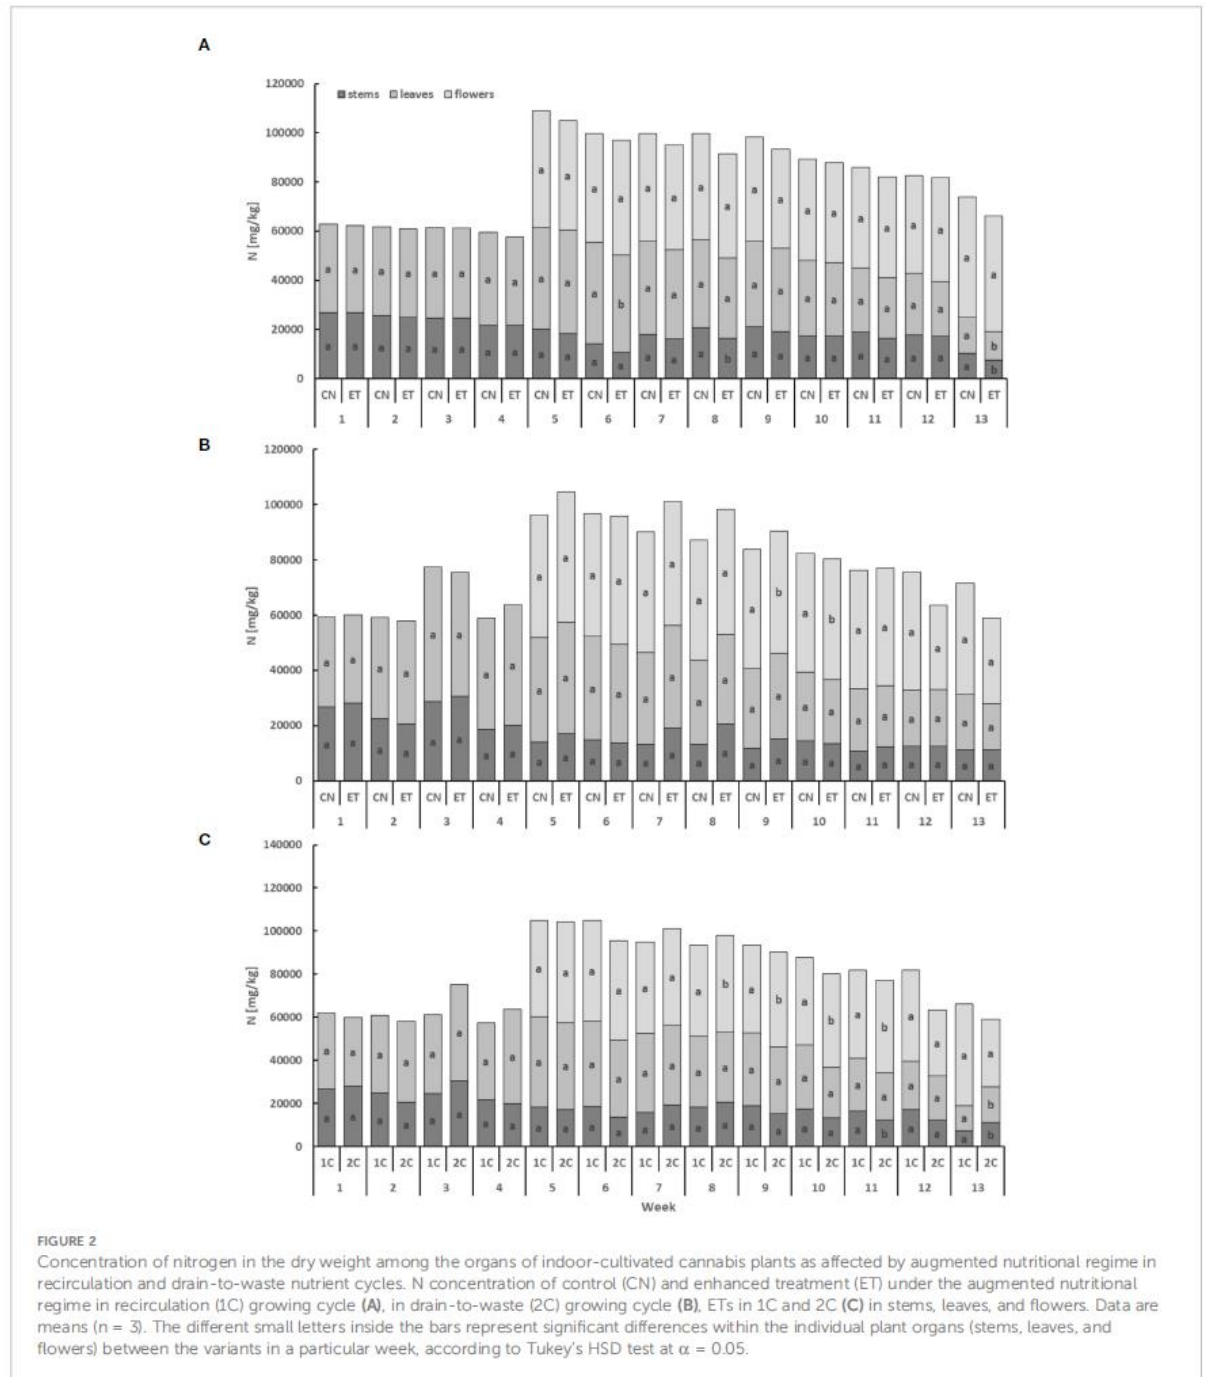 A
120000
100000
80000
60000
40000
20000
0
N [mg/kg]
stems leaves flowers
a a a a a a a a a a a a a a a a a a a a a a a a a a
a a a a a a a a a a a b a a a a a a a a a a a a a b
a a a a a a a a a a a a a a a b a a a a a a a a a b
CN ET CN ET CN ET CN ET CN ET CN ET CN ET CN ET CN ET CN ET CN ET CN ET CN ET
1 2 3 4 5 6 7 8 9 10 11 12 13
B
120000
100000
80000
60000
40000
20000
0
N [mg/kg]
a a a a a a a a a b a b a a a a a a
a a a a a a a a a a a a a a a a a a a a a a a a a a
a a a a a a a a a a a a a a a a a a a a a a a a a a
CN ET CN ET CN ET CN ET CN ET CN ET CN ET CN ET CN ET CN ET CN ET CN ET CN ET
1 2 3 4 5 6 7 8 9 10 11 12 13
C
140000
120000
100000
80000
60000
40000
20000
0
N [mg/kg]
a a a a a a a b a b a b a b a a a a
a a a a a a a a a a a a a a a a a a a a a a a a a b
a a a a a a a a a a a a a a a a a a a a a b a a a b
1C 2C 1C 2C 1C 2C 1C 2C 1C 2C 1C 2C 1C 2C 1C 2C 1C 2C 1C 2C 1C 2C 1C 2C 1C 2C
1 2 3 4 5 6 7 8 9 10 11 12 13
Week
FIGURE 2
Concentration of nitrogen in the dry weight among the organs of indoor-cultivated cannabis plants as affected by augmented nutritional regime in
recirculation and drain-to-waste nutrient cycles. N concentration of control (CN) and enhanced treatment (ET) under the augmented nutritional
regime in recirculation (1C) growing cycle (A), in drain-to-waste (2C) growing cycle (B), ETs in 1C and 2C (C) in stems, leaves, and flowers. Data are
means (n = 3). The different small letters inside the bars represent significant differences within the individual plant organs (stems, leaves, and
flowers) between the variants in a particular week, according to Tukey's HSD test at α = 0.05.